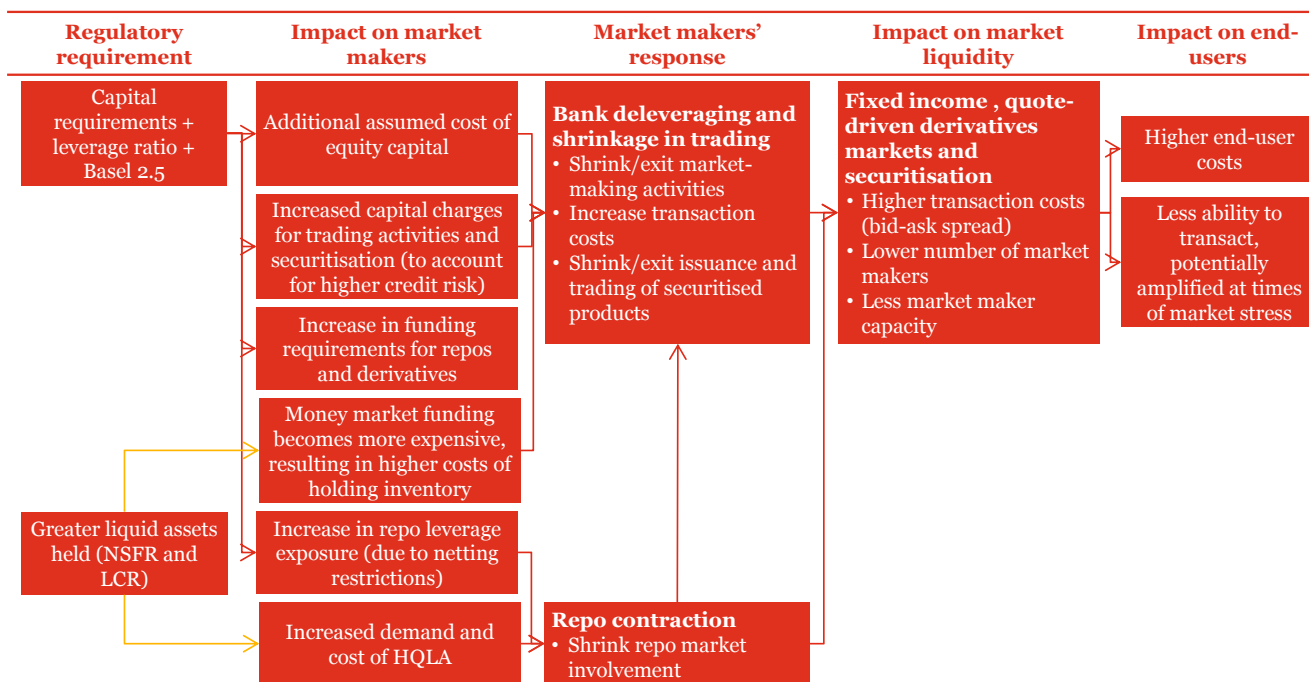 Regulatory
requirement
Impact on market
makers
Market makers’
response
Impact on market
liquidity
Impact on end-
users
Capital
requirements +
leverage ratio +
Basel 2.5
Greater liquid assets
held (NSFR and
LCR)
Additional assumed cost of
equity capital
Increased capital charges
for trading activities and
securitisation (to account
for higher credit risk)
Increase in funding
requirements for repos
and derivatives
Money market funding
becomes more expensive,
resulting in higher costs of
holding inventory
Increase in repo leverage
exposure (due to netting
restrictions)
Increased demand and
cost of HQLA
Bank deleveraging and
shrinkage in trading
• Shrink/exit market-
making activities
• Increase transaction
costs
• Shrink/exit issuance and
trading of securitised
products
Repo contraction
• Shrink repo market
involvement
Fixed income , quote-
driven derivatives
markets and
securitisation
• Higher transaction costs
(bid-ask spread)
• Lower number of market
makers
• Less market maker
capacity
Higher end-user
costs
Less ability to
transact,
potentially
amplified at times
of market stress